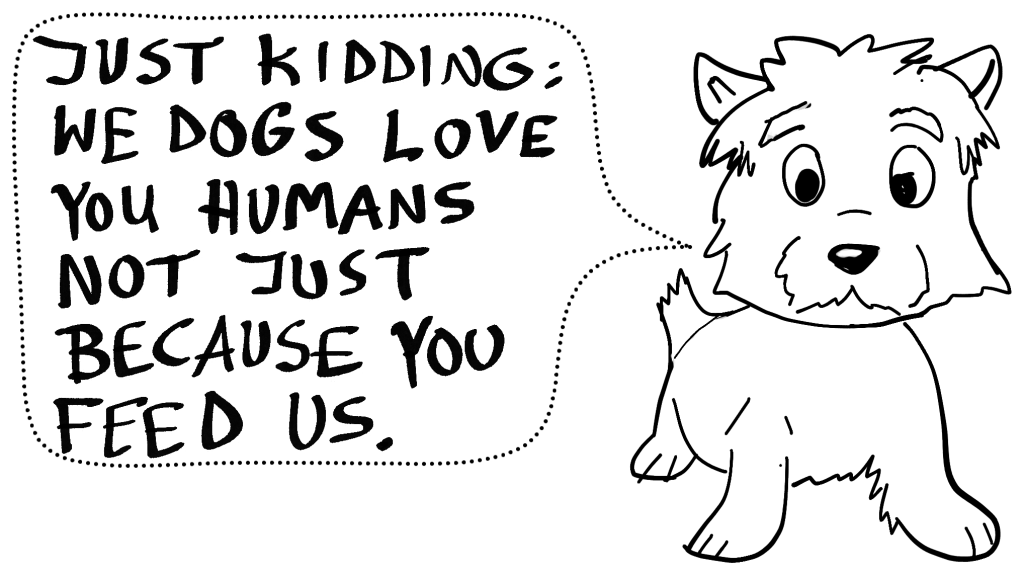 JUST KIDDING:
WE DOGS LOVE
YOU HUMANS
NOT JUST
BECAUSE YOU
FEED US.